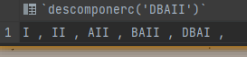 `descomponerc('DBAII')`
1 I , II , AII , BAII , DBAI ,